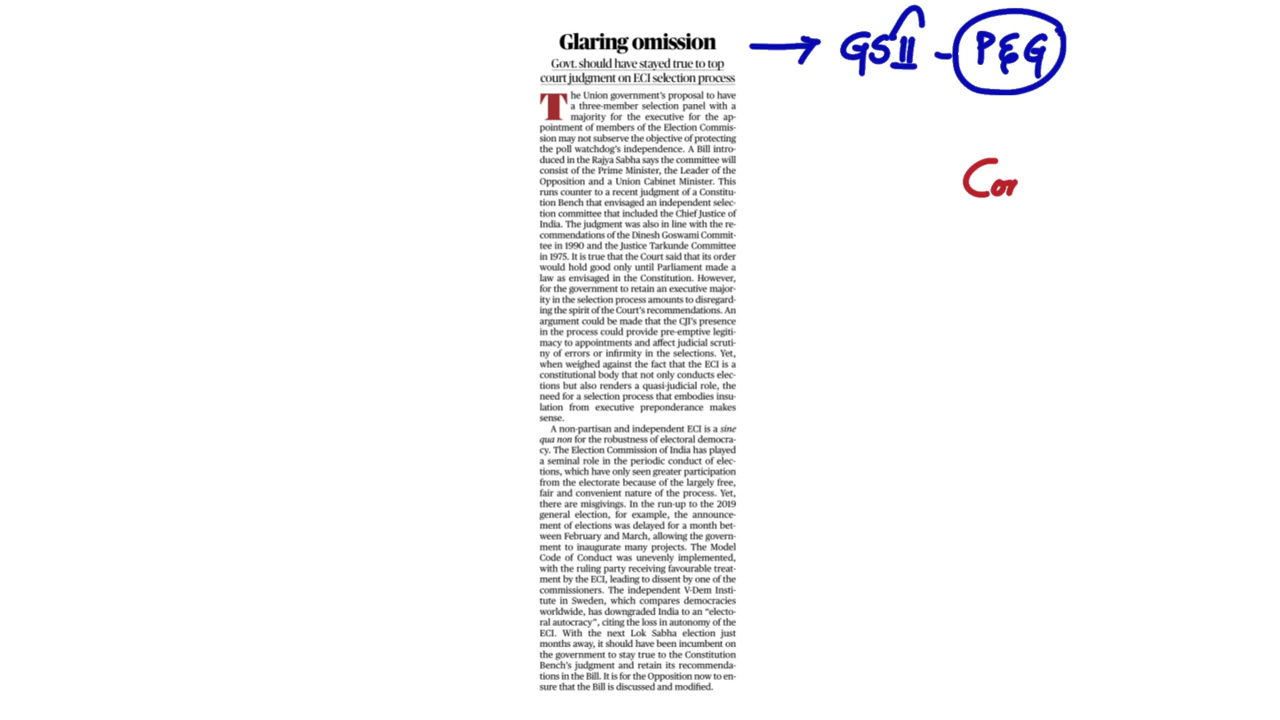 Glaring omission
Govt. should have stayed true to top
court judgment on ECI selection process
The Union government's proposal to have
a three-member selection panel with a
majority for the executive for the ap-
pointment of members of the Election Commis-
sion may not subserve the objective of protecting
the poll watchdog's independence. A Bill intro-
duced in the Rajya Sabha says the committee will
consist of the Prime Minister, the Leader of the
Opposition and a Union Cabinet Minister. This
runs counter to a recent judgment of a Constitu-
tion Bench that envisaged an independent selec-
tion committee that included the Chief Justice of
India. The judgment was also in line with the re-
commendations of the Dinesh Goswami Commit-
tee in 1990 and the Justice Tarkunde Committee
in 1975. It is true that the Court said that its order
would hold good only until Parliament made a
law as envisaged in the Constitution. However,
for the government to retain an executive major-
ity in the selection process amounts to disregard-
ing the spirit of the Court's recommendations. An
argument could be made that the CJI's presence
in the process could provide pre-emptive legiti-
macy to appointments and affect judicial scruti-
ny of errors or infirmity in the selections. Yet,
when weighed against the fact that the ECI is a
constitutional body that not only conducts elec-
tions but also renders a quasi-judicial role, the
need for a selection process that embodies insu-
lation from executive preponderance makes
sense.
A non-partisan and independent ECI is a sine
qua non for the robustness of electoral democra-
cy. The Election Commission of India has played
a seminal role in the periodic conduct of elec-
tions, which have only seen greater participation
from the electorate because of the largely free,
fair and convenient nature of the process. Yet,
there are misgivings. In the run-up to the 2019
general election, for example, the announce-
ment of elections was delayed for a month bet-
ween February and March, allowing the govern-
ment to inaugurate many projects. The Model
Code of Conduct was unevenly implemented,
with the ruling party receiving favourable treat-
ment by the ECI, leading to dissent by one of the
commissioners. The independent V-Dem Insti-
tute in Sweden, which compares democracies
worldwide, has downgraded India to an "electo-
ral autocracy", citing the loss in autonomy of the
ECI. With the next Lok Sabha election just
months away, it should have been incumbent on
the government to stay true to the Constitution
Bench's judgment and retain its recommenda-
tions in the Bill. It is for the Opposition now to en-
sure that the Bill is discussed and modified.
→ GS II - P&G
Cor